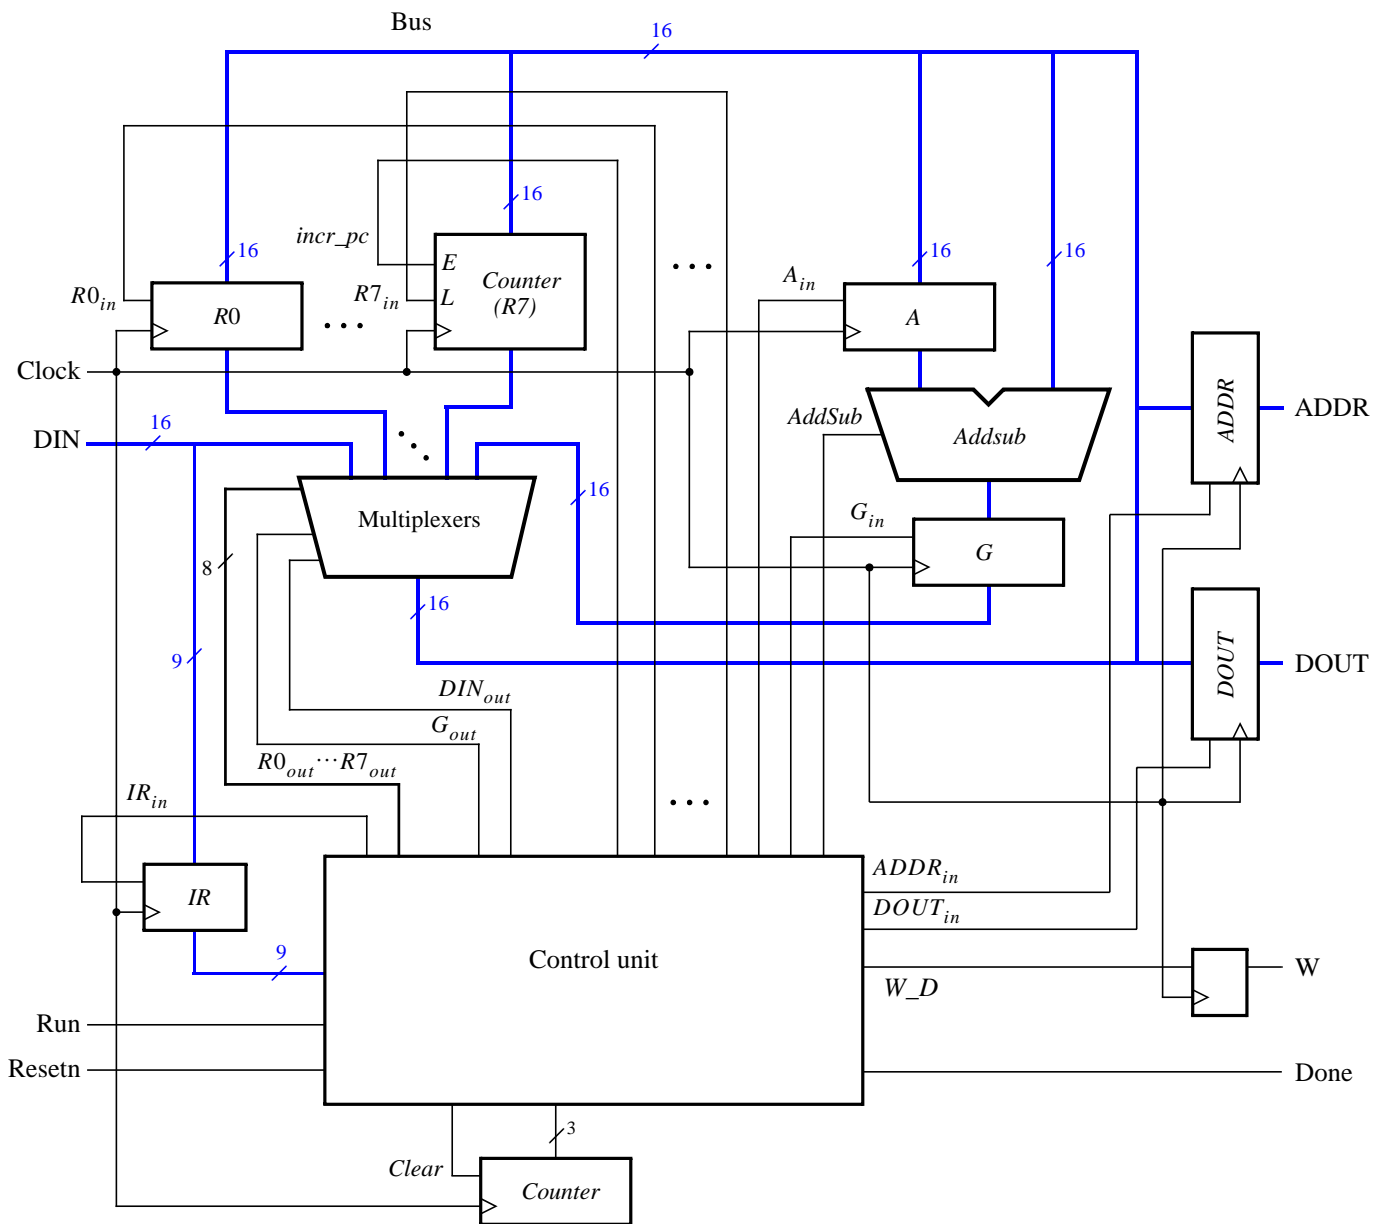 Bus
16
16
incr_pc
16
E
Counter
(R7)
16
16
R0in
R0
R7in
L
Ain
A
Clock
ADDR
ADDR
DIN
16
AddSub
Addsub
Multiplexers
16
Gin
G
8
16
9
DOUT
DOUT
DINout
Gout
R0out···R7out
IRin
IR
ADDRin
DOUTin
9
Control unit
W_D
W
Run
Resetn
Done
3
Clear
Counter